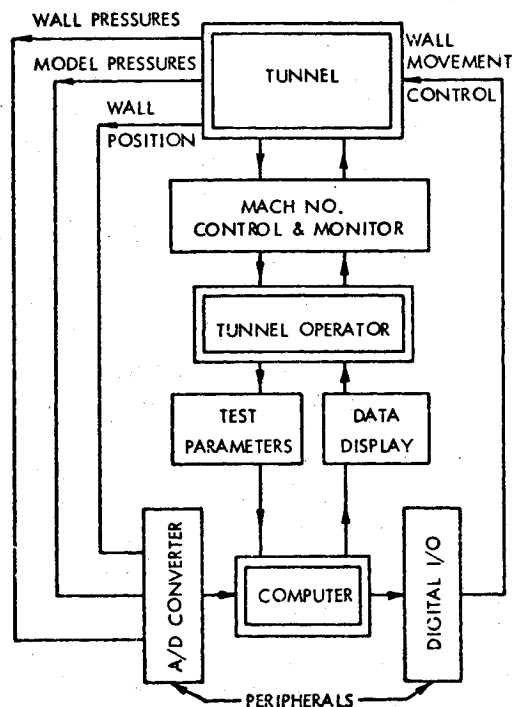 WALL PRESSURES
MODEL PRESSURES
WALL
POSITION
TUNNEL
WALL
MOVEMENT
CONTROL
MACH NO.
CONTROL & MONITOR
TUNNEL OPERATOR
TEST
PARAMETERS
DATA
DISPLAY
A/D CONVERTER
COMPUTER
DIGITAL I/O
PERIPHERALS